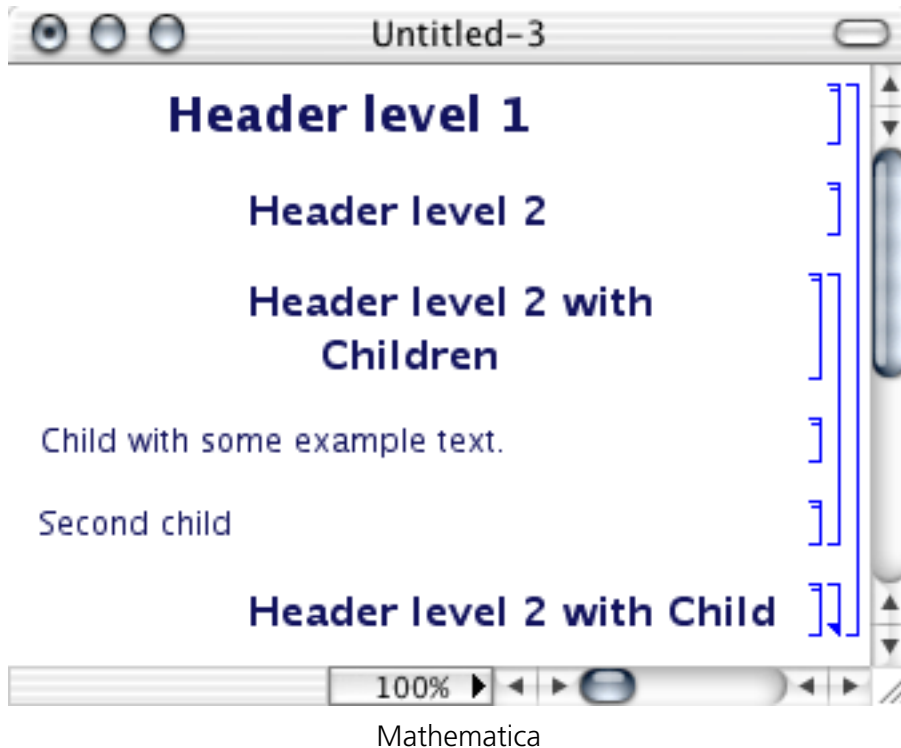 Untitled-3
Header level 1
Header level 2
Header level 2 with
Children
Child with some example text.
Second child
Header level 2 with Child
100%
Mathematica